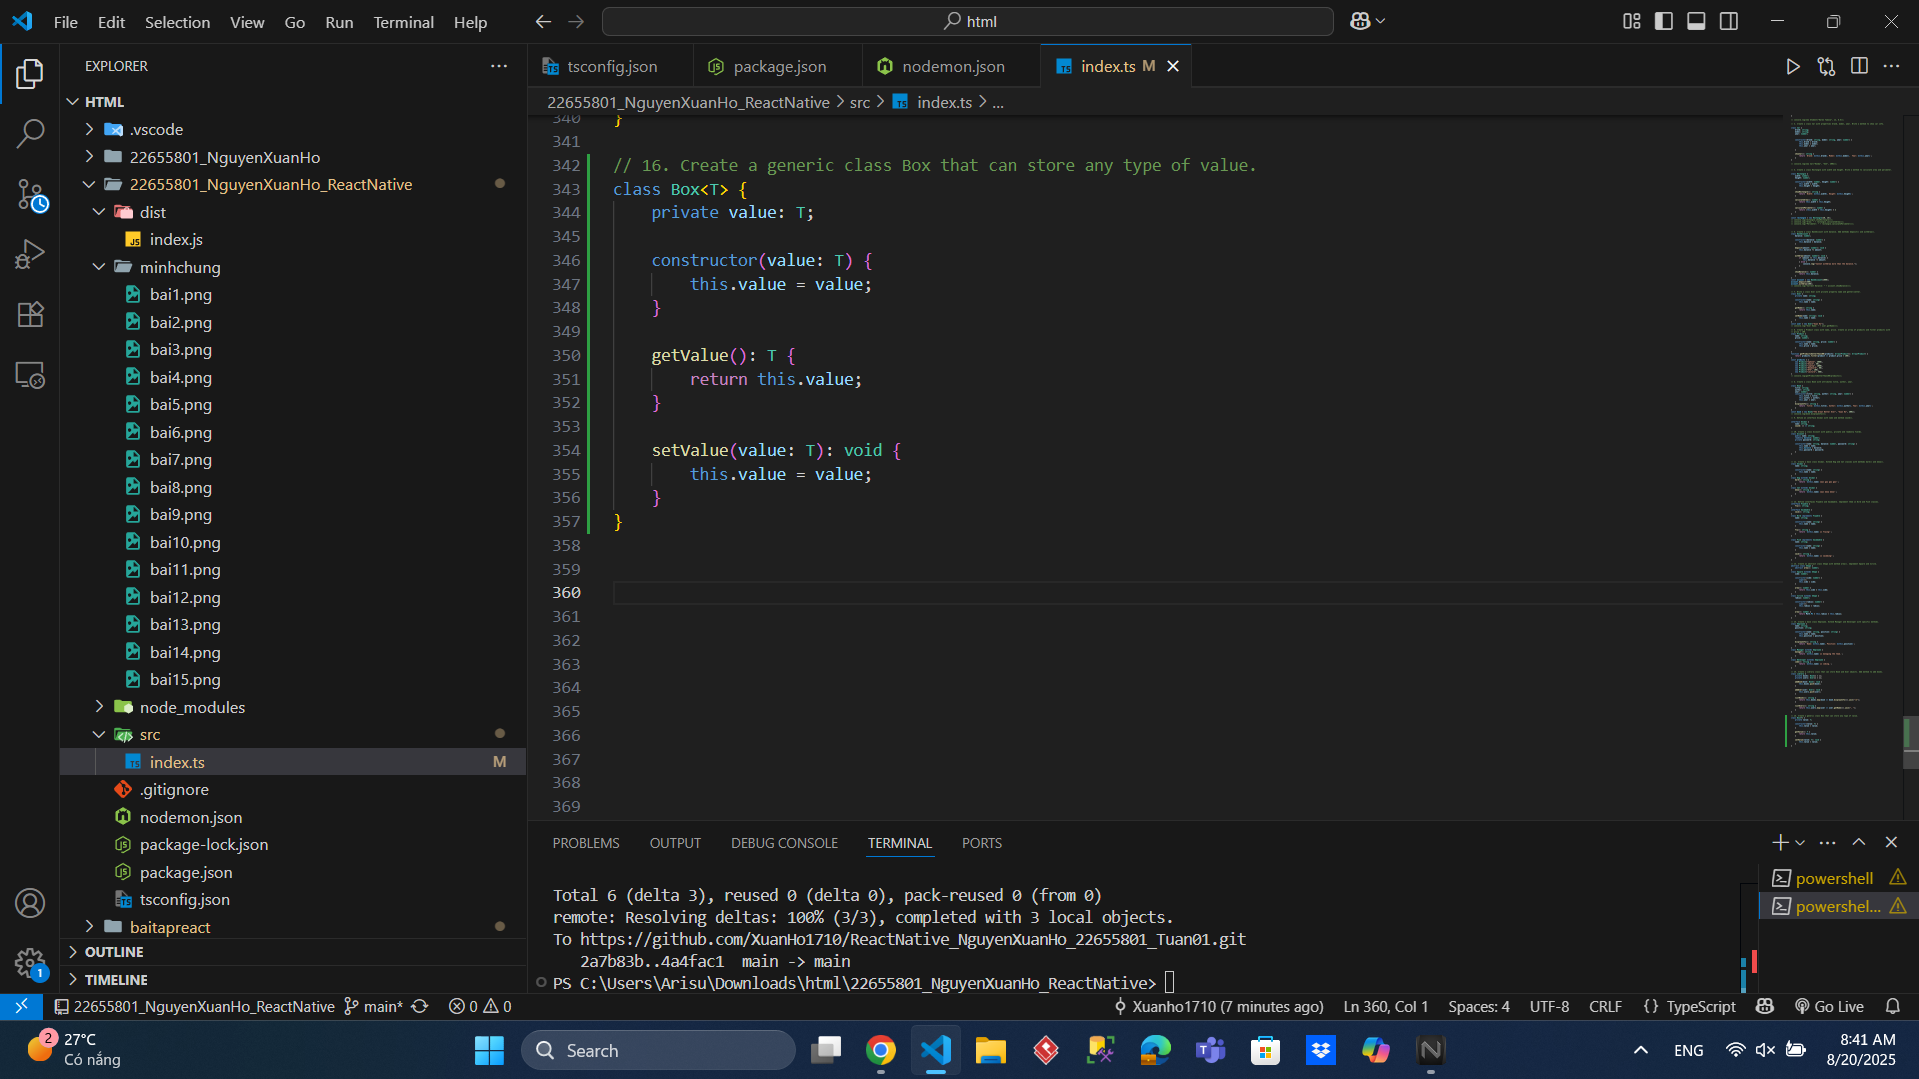 File Edit Selection View Go Run Terminal Help
html
EXPLORER
HTML
.vscode
22655801_NguyenXuanHo
22655801_NguyenXuanHo_ReactNative
dist
index.js
minhchung
bai1.png
bai2.png
bai3.png
bai4.png
bai5.png
bai6.png
bai7.png
bai8.png
bai9.png
bai10.png
bai11.png
bai12.png
bai13.png
bai14.png
bai15.png
node_modules
src
index.ts M
.gitignore
nodemon.json
package-lock.json
package.json
tsconfig.json
baitapreact
OUTLINE
TIMELINE
tsconfig.json package.json nodemon.json index.ts M
22655801_NguyenXuanHo_ReactNative > src > index.ts > ...
340 }
341
342 // 16. Create a generic class Box that can store any type of value.
343 class Box<T> {
344 private value: T;
345
346 constructor(value: T) {
347 this.value = value;
348 }
349
350 getValue(): T {
351 return this.value;
352 }
353
354 setValue(value: T): void {
355 this.value = value;
356 }
357 }
358
359
360
361
362
363
364
365
366
367
368
369
PROBLEMS OUTPUT DEBUG CONSOLE TERMINAL PORTS
Total 6 (delta 3), reused 0 (delta 0), pack-reused 0 (from 0)
remote: Resolving deltas: 100% (3/3), completed with 3 local objects.
To https://github.com/XuanHo1710/ReactNative_NguyenXuanHo_22655801_Tuan01.git
2a7b83b..4a4fac1 main -> main
PS C:\Users\Arisu\Downloads\html\22655801_NguyenXuanHo_ReactNative>
powershell
powershel...
1
22655801_NguyenXuanHo_ReactNative main* 0 0 Xuanho1710 (7 minutes ago) Ln 360, Col 1 Spaces: 4 UTF-8 CRLF {} TypeScript Go Live
2
27°C
Có nắng
Search
ENG
8:41 AM
8/20/2025